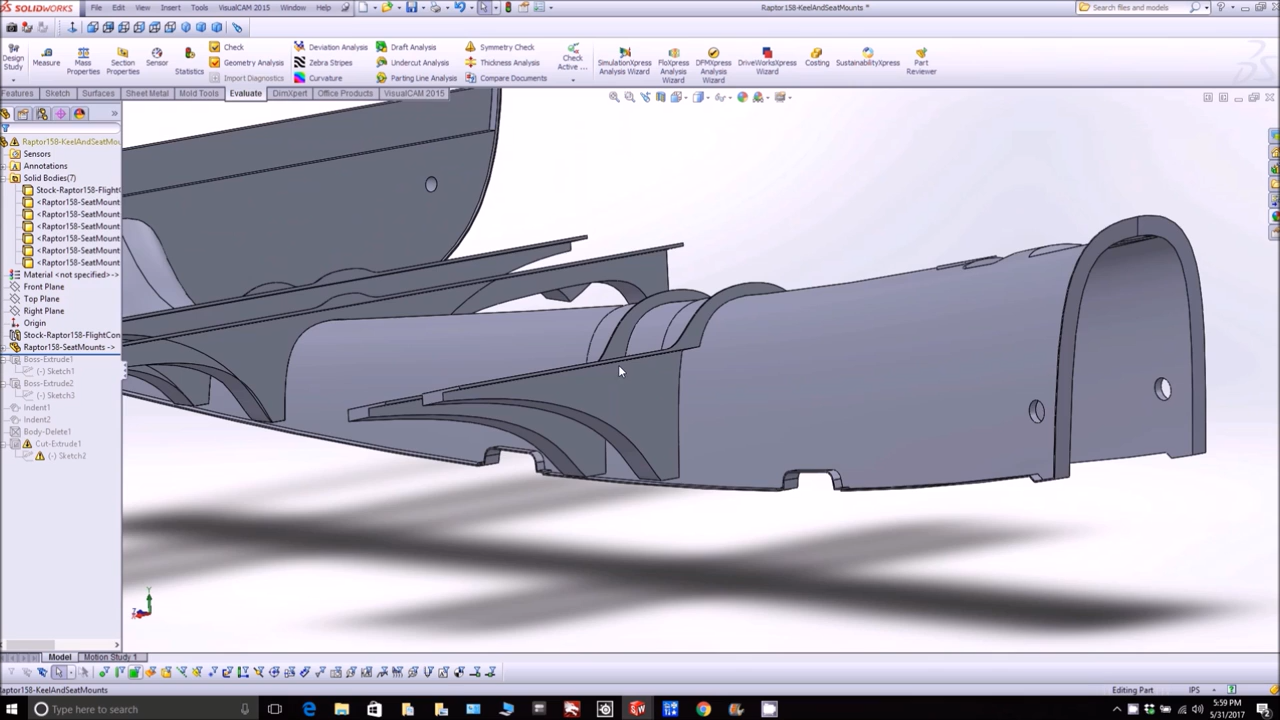 SOLIDWORKS File Edit View Insert Tools VisualCAM 2015 Window Help Raptor158-KeelAndSeatMounts * Search files and models
Design Study
Measure
Mass Properties
Section Properties
Sensor
Statistics
Check
Geometry Analysis
Import Diagnostics
Deviation Analysis
Zebra Stripes
Curvature
Draft Analysis
Undercut Analysis
Parting Line Analysis
Symmetry Check
Thickness Analysis
Compare Documents
Check Active ...
SimulationXpress Analysis Wizard
FloXpress Analysis Wizard
DFMXpress Analysis Wizard
DriveWorksXpress Wizard
Costing
SustainabilityXpress
Part Reviewer
Features Sketch Surfaces Sheet Metal Mold Tools Evaluate DimXpert Office Products VisualCAM 2015
Raptor158-KeelAndSeatMou
Sensors
Annotations
Solid Bodies(7)
Stock-Raptor158-FlightC
<Raptor158-SeatMount
<Raptor158-SeatMount
<Raptor158-SeatMount
<Raptor158-SeatMount
<Raptor158-SeatMount
<Raptor158-SeatMount
Material <not specified>->
Front Plane
Top Plane
Right Plane
Origin
Stock-Raptor158-FlightCon
Raptor158-SeatMounts ->
Boss-Extrude1
(-) Sketch1
Boss-Extrude2
(-) Sketch3
Indent1
Indent2
Body-Delete1
Cut-Extrude1
(-) Sketch2
Model Motion Study 1
aptor158-KeelAndSeatMounts Editing Part IPS
Type here to search 5:59 PM
5/31/2017